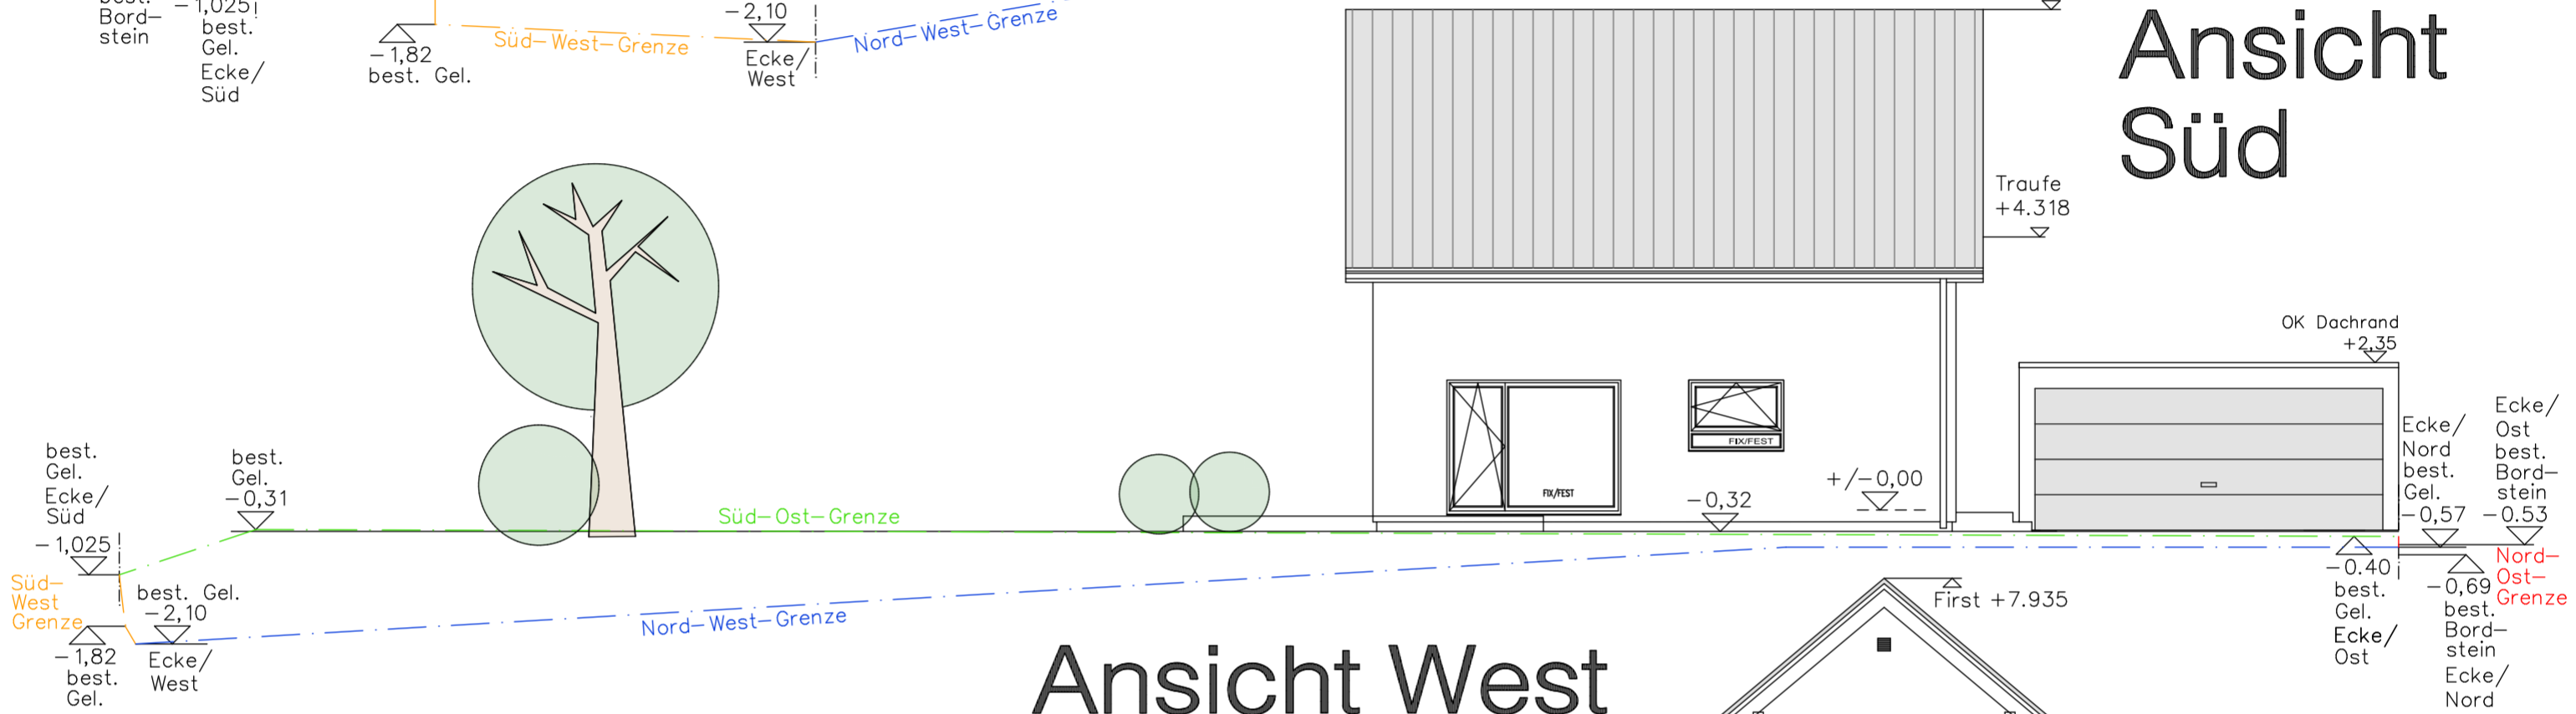 Bord-
stein
-1,025
best.
Gel.
Ecke/
Süd
-1,82
best. Gel.
Süd-West-Grenze
-2,10
Ecke/
West
Nord-West-Grenze
Ansicht
Süd
Traufe
+4.318
OK Dachrand
+2,35
best.
Gel.
Ecke/
Süd
-1,025
best.
Gel.
-0,31
Süd-Ost-Grenze
FIX/FEST
FIX/FEST
-0,32
+/-0,00
Ecke/
Nord
best.
Gel.
-0,57
Ecke/
Ost
best.
Bord-
stein
-0.53
Süd-
West
Grenze
-1,82
best.
Gel.
best. Gel.
-2,10
Ecke/
West
Nord-West-Grenze
Ansicht West
First +7.935
-0.40
best.
Gel.
Ecke/
Ost
-0,69
best.
Bord-
stein
Ecke/
Nord
Nord-
Ost-
Grenze